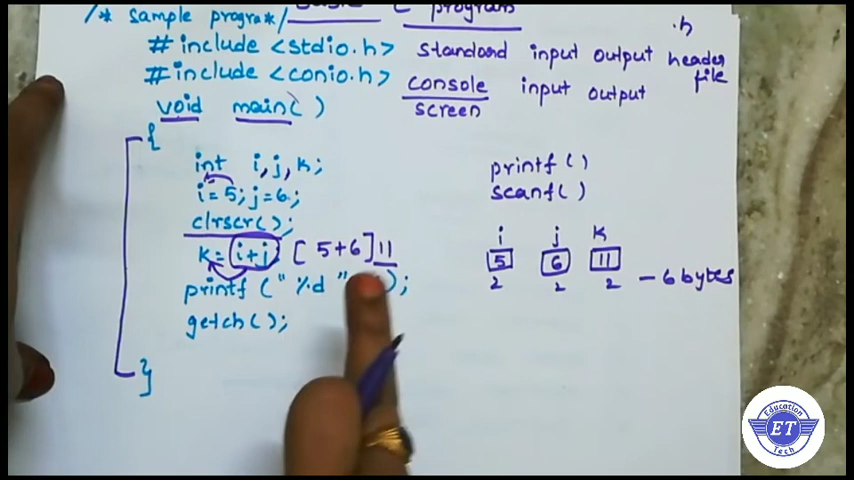 /* sample progra*/ Basic C program
.h
# include <stdio.h> standard input output header file
# include <conio.h> console input output
screen
void main( )
{
int i, j, k;
i=5; j=6;
clrscr();
k= i+j [ 5+6] 11
printf (" %d " );
getch();
}
printf ()
scanf()
i j k
5 6 11
2 2 2 - 6 bytes
Education
ET
Tech